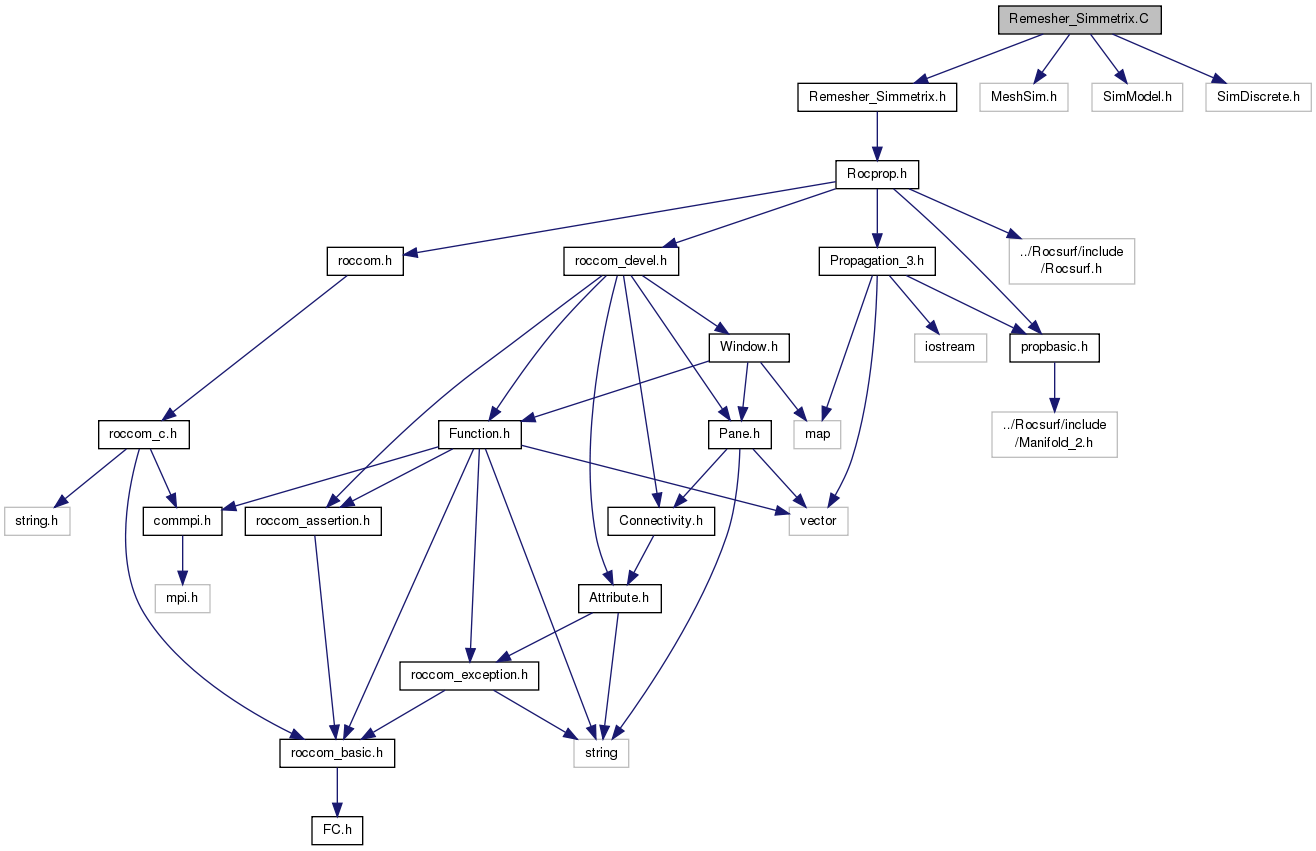 Remesher_Simmetrix.C
Remesher_Simmetrix.h
MeshSim.h
SimModel.h
SimDiscrete.h
Rocprop.h
roccom.h
roccom_devel.h
Propagation_3.h
../Rocsurf/include
/Rocsurf.h
Window.h
iostream
propbasic.h
roccom_c.h
Function.h
Pane.h
map
../Rocsurf/include
/Manifold_2.h
string.h
commpi.h
roccom_assertion.h
Connectivity.h
vector
mpi.h
Attribute.h
roccom_exception.h
roccom_basic.h
string
FC.h